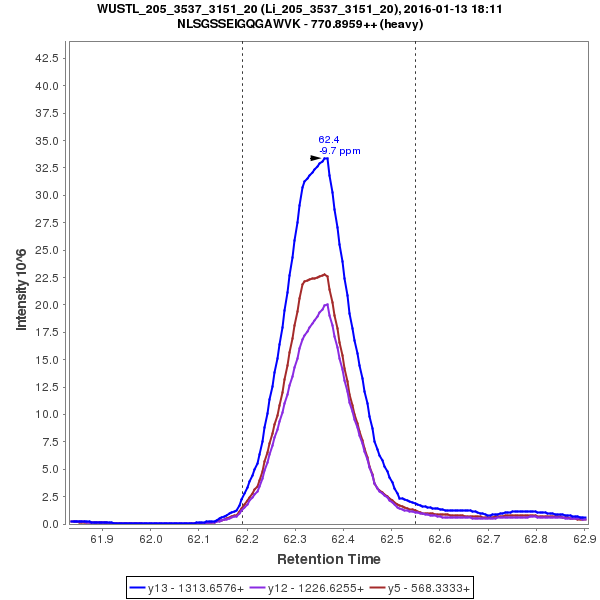 WUSTL_205_3537_3151_20 (Li_205_3537_3151_20), 2016-01-13 18:11
NLSGSSEIGQGAWVK - 770.8959++ (heavy)
42.5
40.0
37.5
35.0
32.5
30.0
27.5
25.0
22.5
20.0
17.5
15.0
12.5
10.0
7.5
5.0
2.5
0.0
Intensity 10^6
62.4
-9.7 ppm
61.9 62.0 62.1 62.2 62.3 62.4 62.5 62.6 62.7 62.8 62.9
Retention Time
y13 - 1313.6576+ y12 - 1226.6255+ y5 - 568.3333+